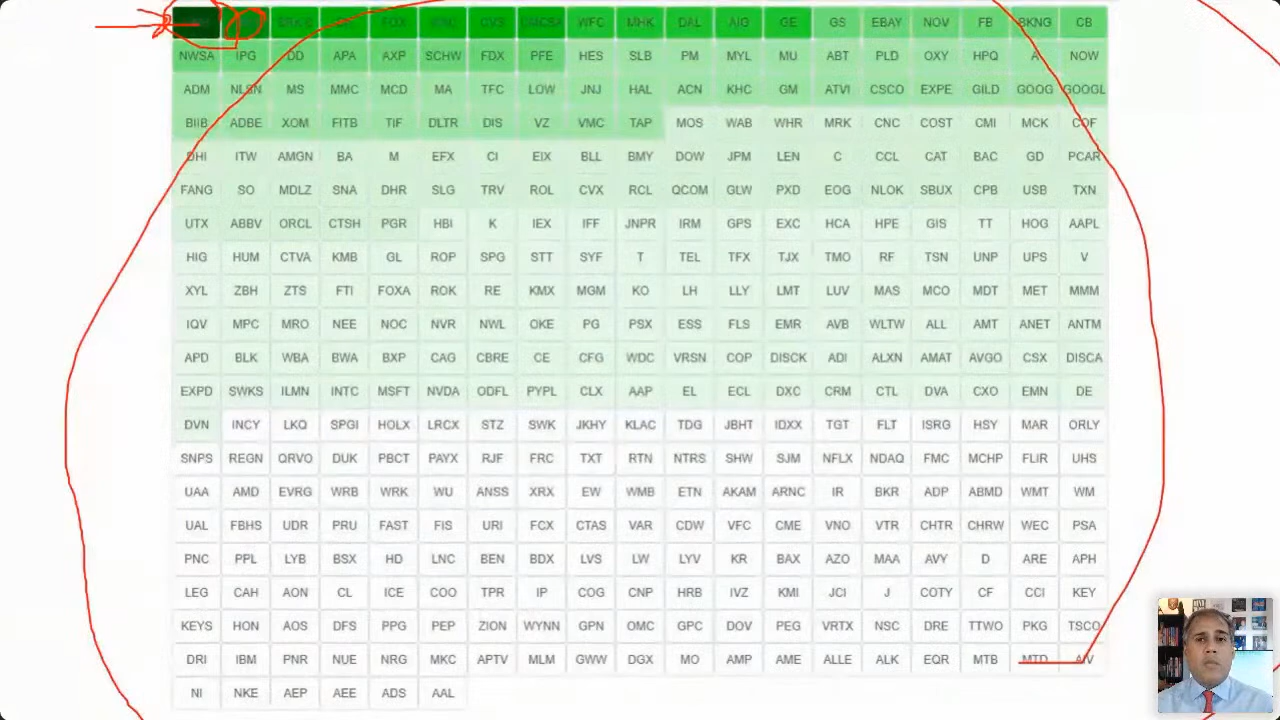 CVS CMCSA WFC MHK DAL AIG GE GS EBAY NOV FB BKNG CB
NWSA IPG DD APA AXP SCHW FDX PFE HES SLB PM MYL MU ABT PLD OXY HPQ A NOW
ADM NLSN MS MMC MCD MA TFC LOW JNJ HAL ACN KHC GM ATVI CSCO EXPE GILD GOOG GOOGL
BIIB ADBE XOM FITB TIF DLTR DIS VZ VMC TAP MOS WAB WHR MRK CNC COST CMI MCK COF
DHI ITW AMGN BA M EFX CI EIX BLL BMY DOW JPM LEN C CCL CAT BAC GD PCAR
FANG SO MDLZ SNA DHR SLG TRV ROL CVX RCL QCOM GLW PXD EOG NLOK SBUX CPB USB TXN
UTX ABBV ORCL CTSH PGR HBI K IEX IFF JNPR IRM GPS EXC HCA HPE GIS TT HOG AAPL
HIG HUM CTVA KMB GL ROP SPG STT SYF T TEL TFX TJX TMO RF TSN UNP UPS V
XYL ZBH ZTS FTI FOXA ROK RE KMX MGM KO LH LLY LMT LUV MAS MCO MDT MET MMM
IQV MPC MRO NEE NOC NVR NWL OKE PG PSX ESS FLS EMR AVB WLTW ALL AMT ANET ANTM
APD BLK WBA BWA BXP CAG CBRE CE CFG WDC VRSN COP DISCK ADI ALXN AMAT AVGO CSX DISCA
EXPD SWKS ILMN INTC MSFT NVDA ODFL PYPL CLX AAP EL ECL DXC CRM CTL DVA CXO EMN DE
DVN INCY LKQ SPGI HOLX LRCX STZ SWK JKHY KLAC TDG JBHT IDXX TGT FLT ISRG HSY MAR ORLY
SNPS REGN QRVO DUK PBCT PAYX RJF FRC TXT RTN NTRS SHW SJM NFLX NDAQ FMC MCHP FLIR UHS
UAA AMD EVRG WRB WRK WU ANSS XRX EW WMB ETN AKAM ARNC IR BKR ADP ABMD WMT WM
UAL FBHS UDR PRU FAST FIS URI FCX CTAS VAR CDW VFC CME VNO VTR CHTR CHRW WEC PSA
PNC PPL LYB BSX HD LNC BEN BDX LVS LW LYV KR BAX AZO MAA AVY D ARE APH
LEG CAH AON CL ICE COO TPR IP COG CNP HRB IVZ KMI JCI J COTY CF CCI KEY
KEYS HON AOS DFS PPG PEP ZION WYNN GPN OMC GPC DOV PEG VRTX NSC DRE TTWO PKG TSCO
DRI IBM PNR NUE NRG MKC APTV MLM GWW DGX MO AMP AME ALLE ALK EQR MTB MTD AIV
NI NKE AEP AEE ADS AAL